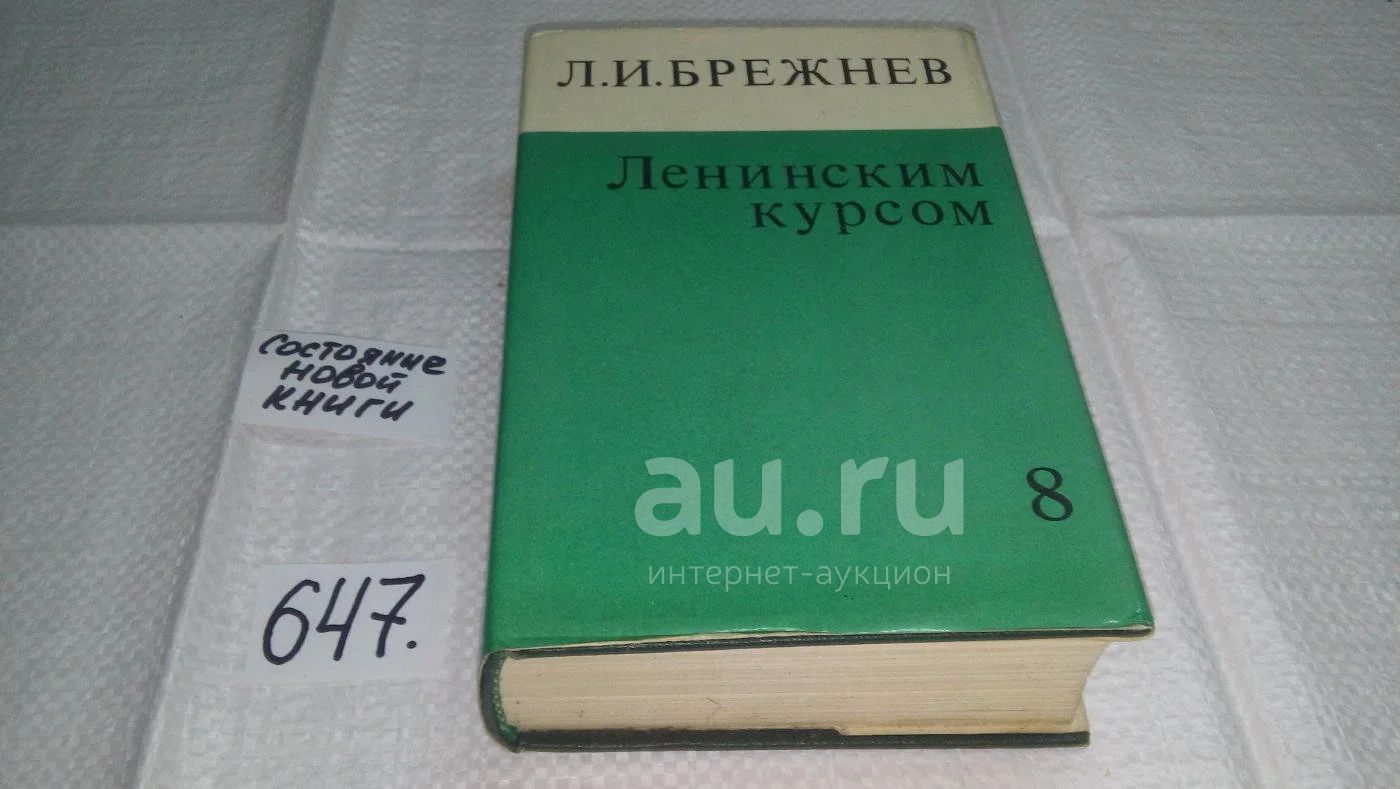 Л.И.БРЕЖНЕВ
Ленинским
курсом
состояние
новой
книги
au.ru
8
интернет-аукцион
647.